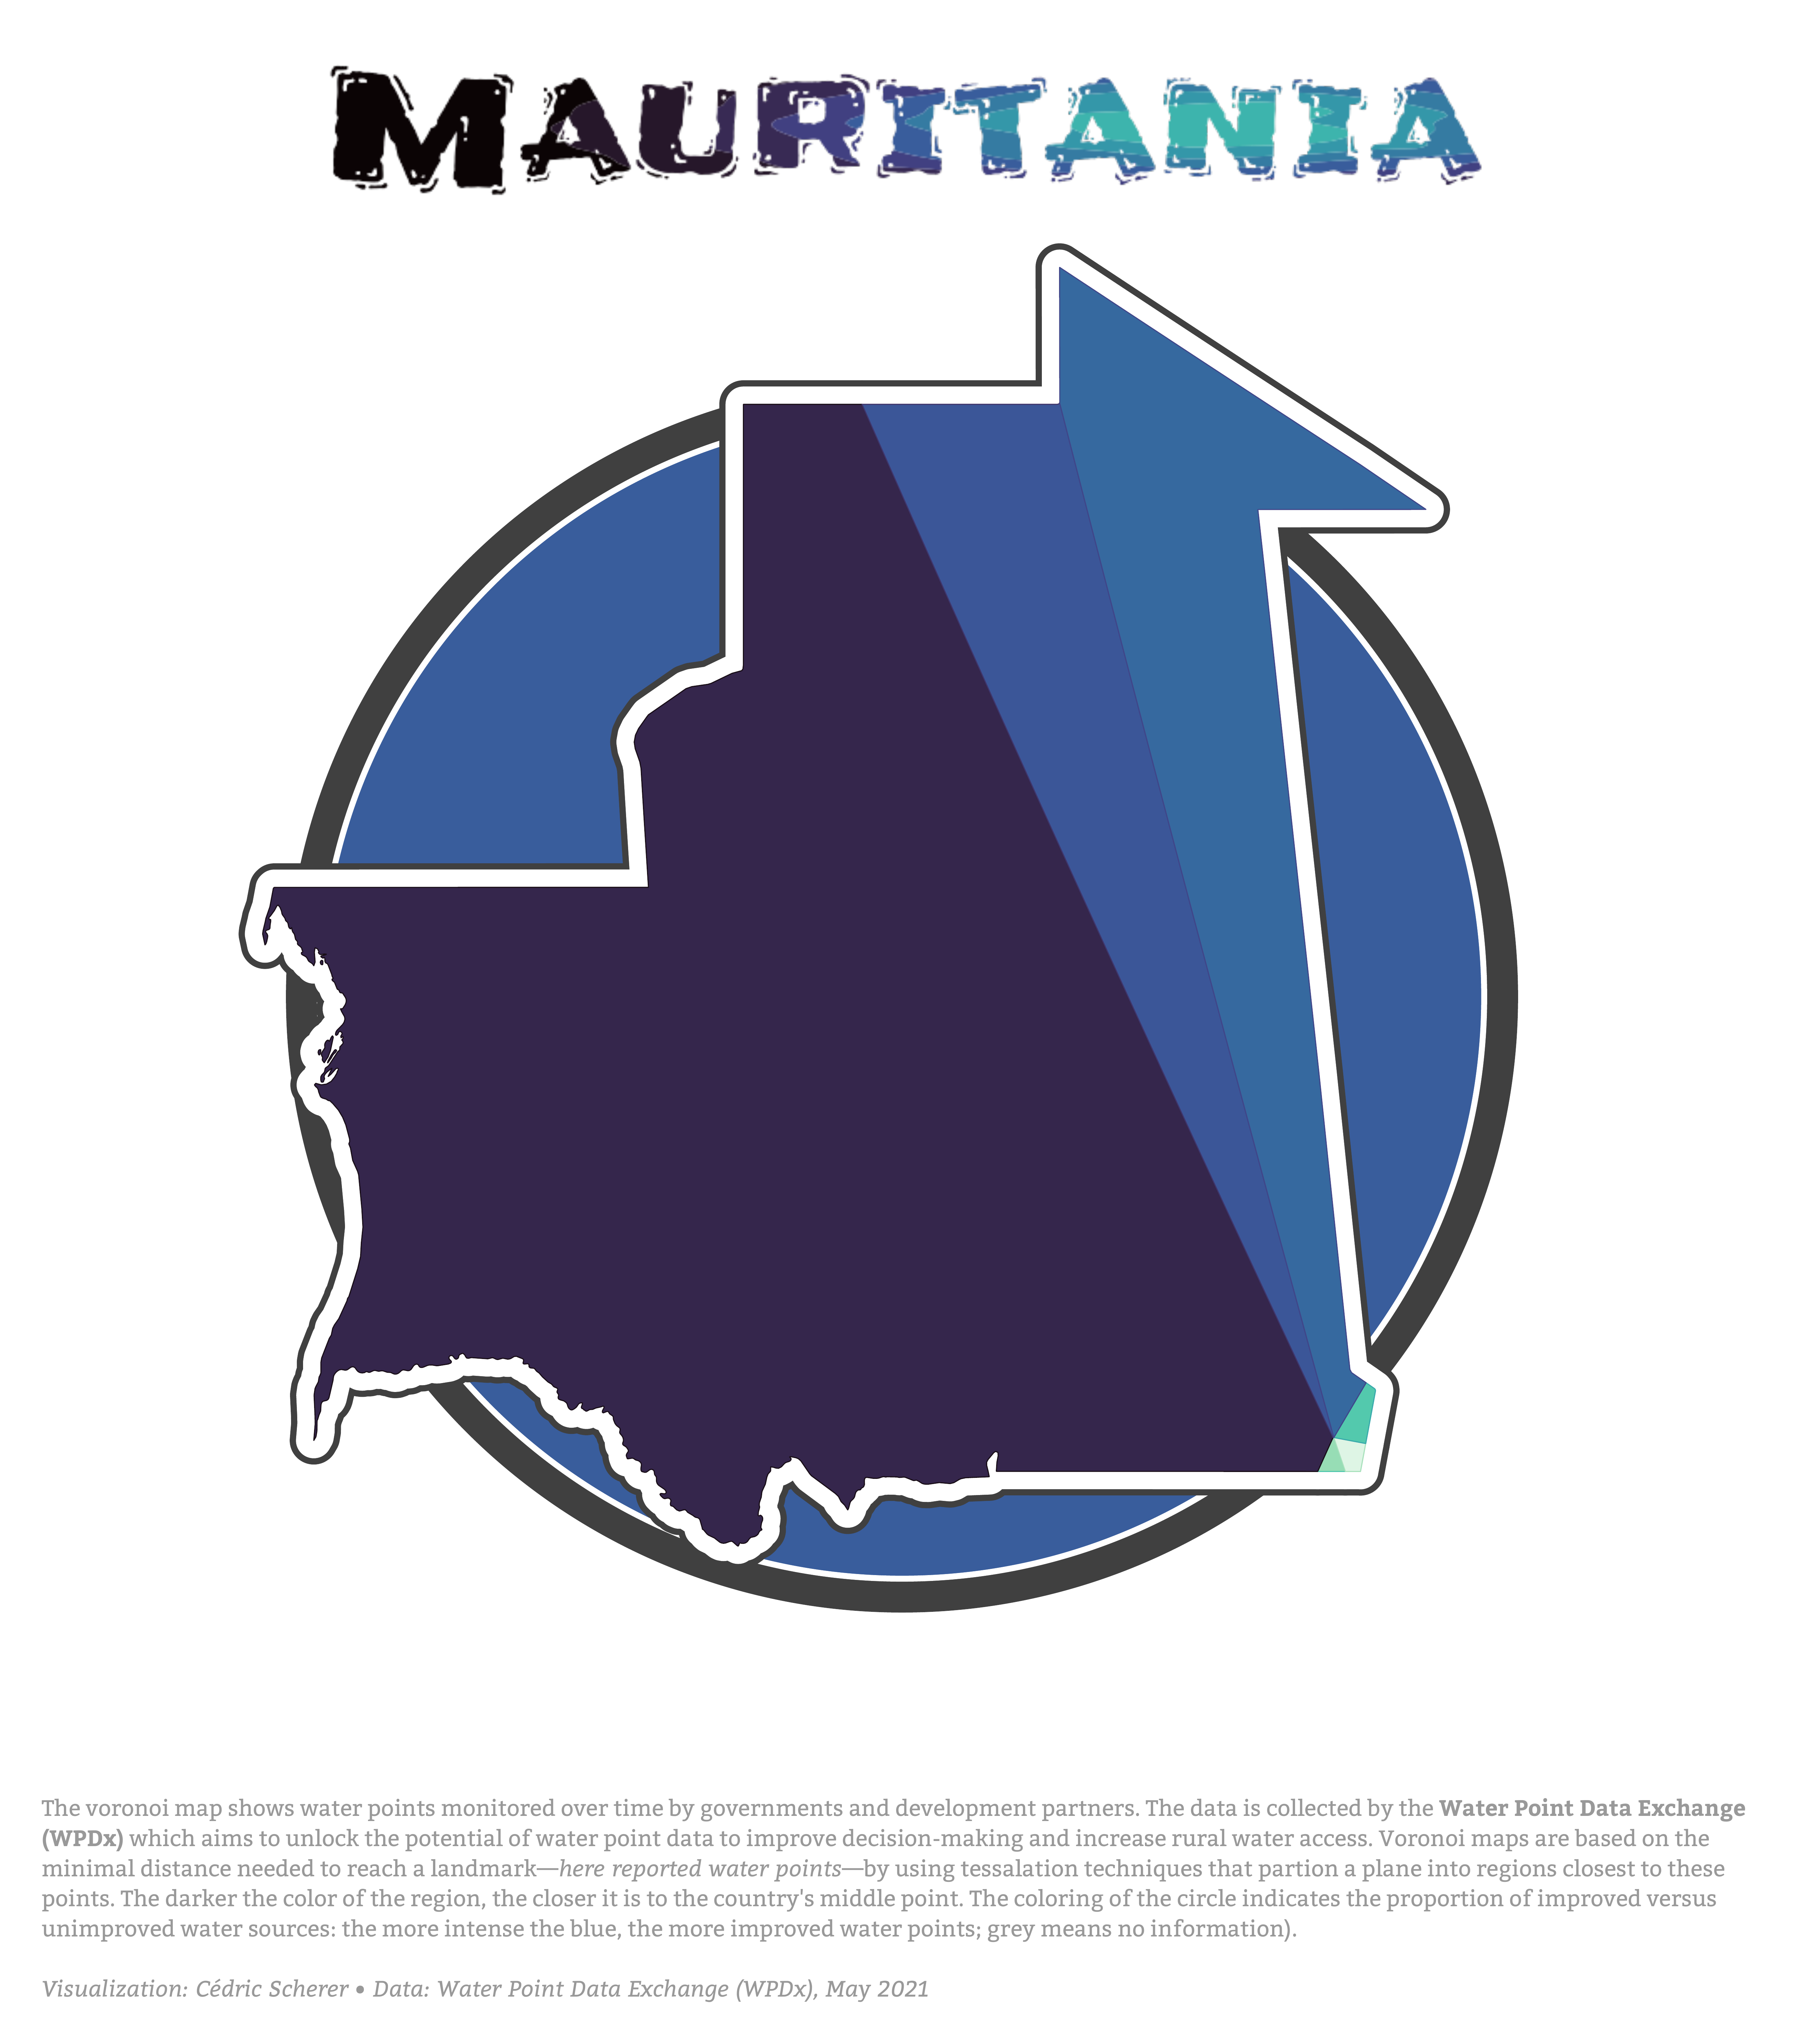 MAURITANIA
The voronoi map shows water points monitored over time by governments and development partners. The data is collected by the Water Point Data Exchange
(WPDx) which aims to unlock the potential of water point data to improve decision-making and increase rural water access. Voronoi maps are based on the
minimal distance needed to reach a landmark—here reported water points—by using tessalation techniques that partion a plane into regions closest to these
points. The darker the color of the region, the closer it is to the country's middle point. The coloring of the circle indicates the proportion of improved versus
unimproved water sources: the more intense the blue, the more improved water points; grey means no information).
Visualization: Cédric Scherer • Data: Water Point Data Exchange (WPDx), May 2021